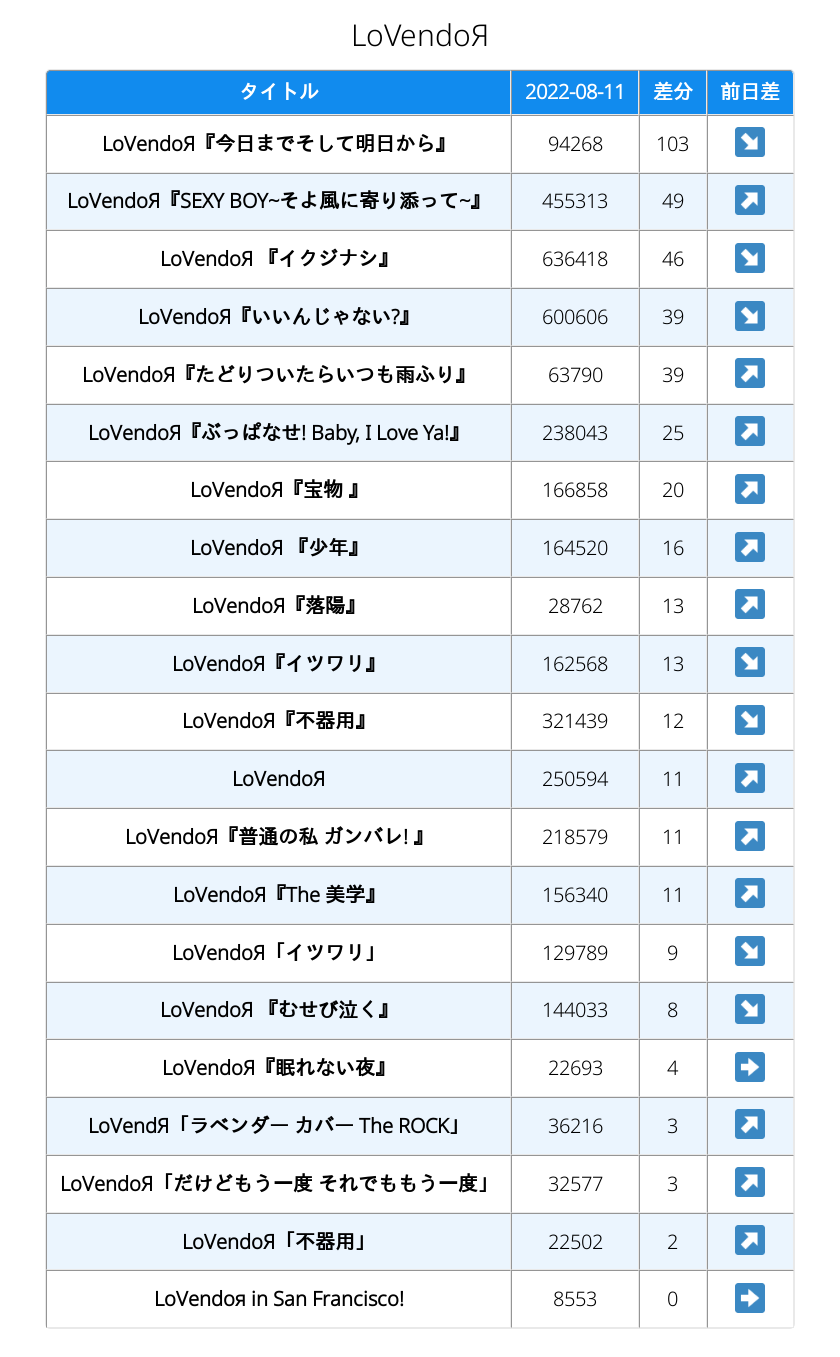 LoVendoЯ
タイトル 2022-08-11 差分 前日差
LoVendoЯ『今日までそして明日から』 94268 103 ↘
LoVendoЯ『SEXY BOY~そよ風に寄り添って~』 455313 49 ↗
LoVendoЯ 『イクジナシ』 636418 46 ↘
LoVendoЯ『いいんじゃない?』 600606 39 ↘
LoVendoЯ『たどりついたらいつも雨ふり』 63790 39 ↗
LoVendoЯ『ぶっぱなせ! Baby, I Love Ya!』 238043 25 ↗
LoVendoЯ『宝物 』 166858 20 ↗
LoVendoЯ 『少年』 164520 16 ↗
LoVendoЯ『落陽』 28762 13 ↗
LoVendoЯ『イツワリ』 162568 13 ↘
LoVendoЯ『不器用』 321439 12 ↘
LoVendoЯ 250594 11 ↗
LoVendoЯ『普通の私 ガンバレ! 』 218579 11 ↗
LoVendoЯ『The 美学』 156340 11 ↗
LoVendoЯ「イツワリ」 129789 9 ↘
LoVendoЯ 『むせび泣く』 144033 8 ↘
LoVendoЯ『眠れない夜』 22693 4 ➡
LoVendЯ「ラベンダー カバー The ROCK」 36216 3 ↗
LoVendoЯ「だけどもう一度 それでももう一度」 32577 3 ↗
LoVendoЯ「不器用」 22502 2 ↗
LoVendoя in San Francisco! 8553 0 ➡